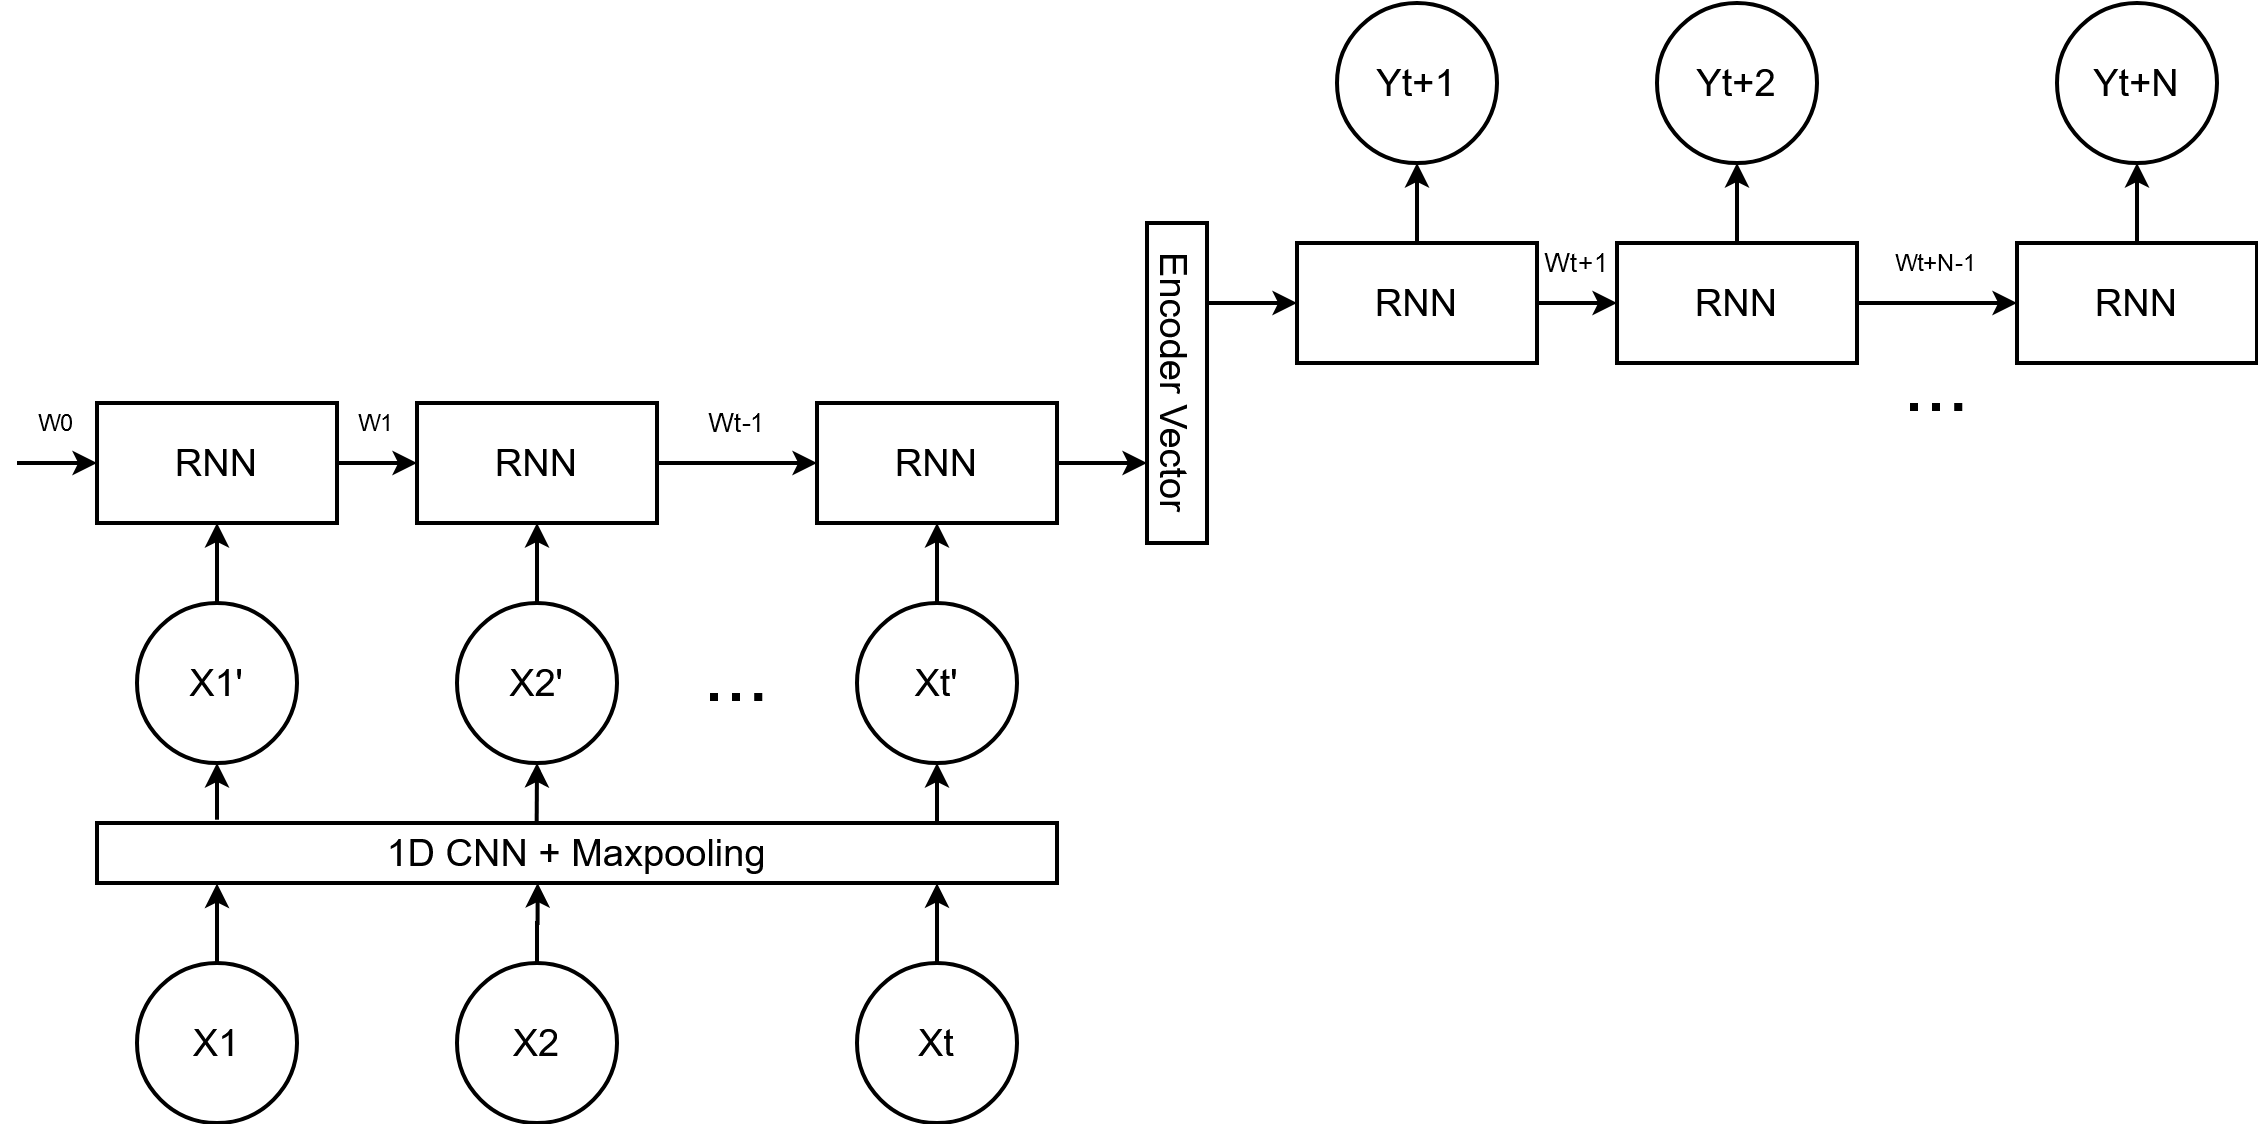 Yt+1
Yt+2
Yt+N
Encoder Vector
RNN
Wt+1
RNN
Wt+N-1
RNN
...
W0
RNN
W1
RNN
Wt-1
RNN
X1'
X2'
...
Xt'
1D CNN + Maxpooling
X1
X2
Xt